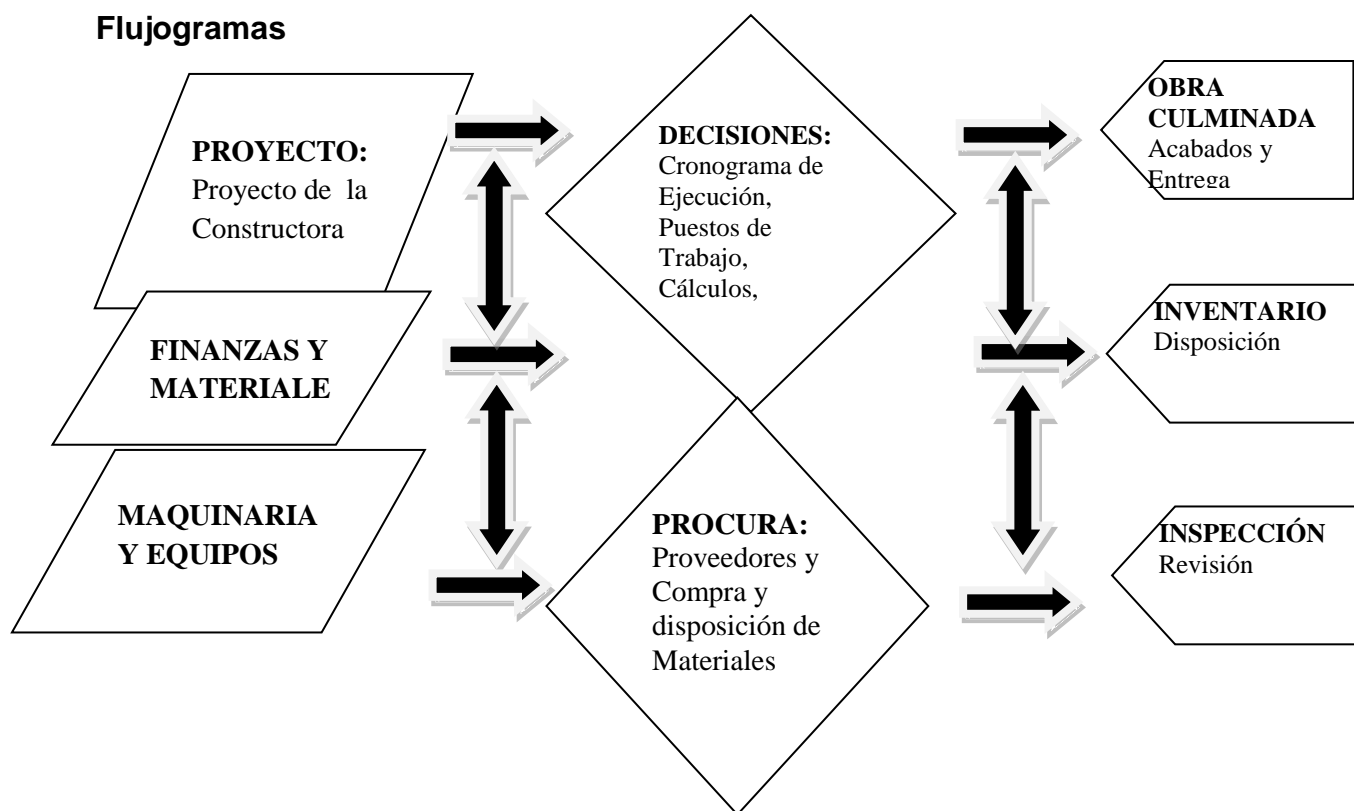 Flujogramas
PROYECTO:
Proyecto de la
Constructora
FINANZAS Y
MATERIALE
MAQUINARIA
Y EQUIPOS
DECISIONES:
Cronograma de
Ejecución,
Puestos de
Trabajo,
Cálculos,
PROCURA:
Proveedores y
Compra y
disposición de
Materiales
OBRA
CULMINADA
Acabados y
Entrega
INVENTARIO
Disposición
INSPECCIÓN
Revisión